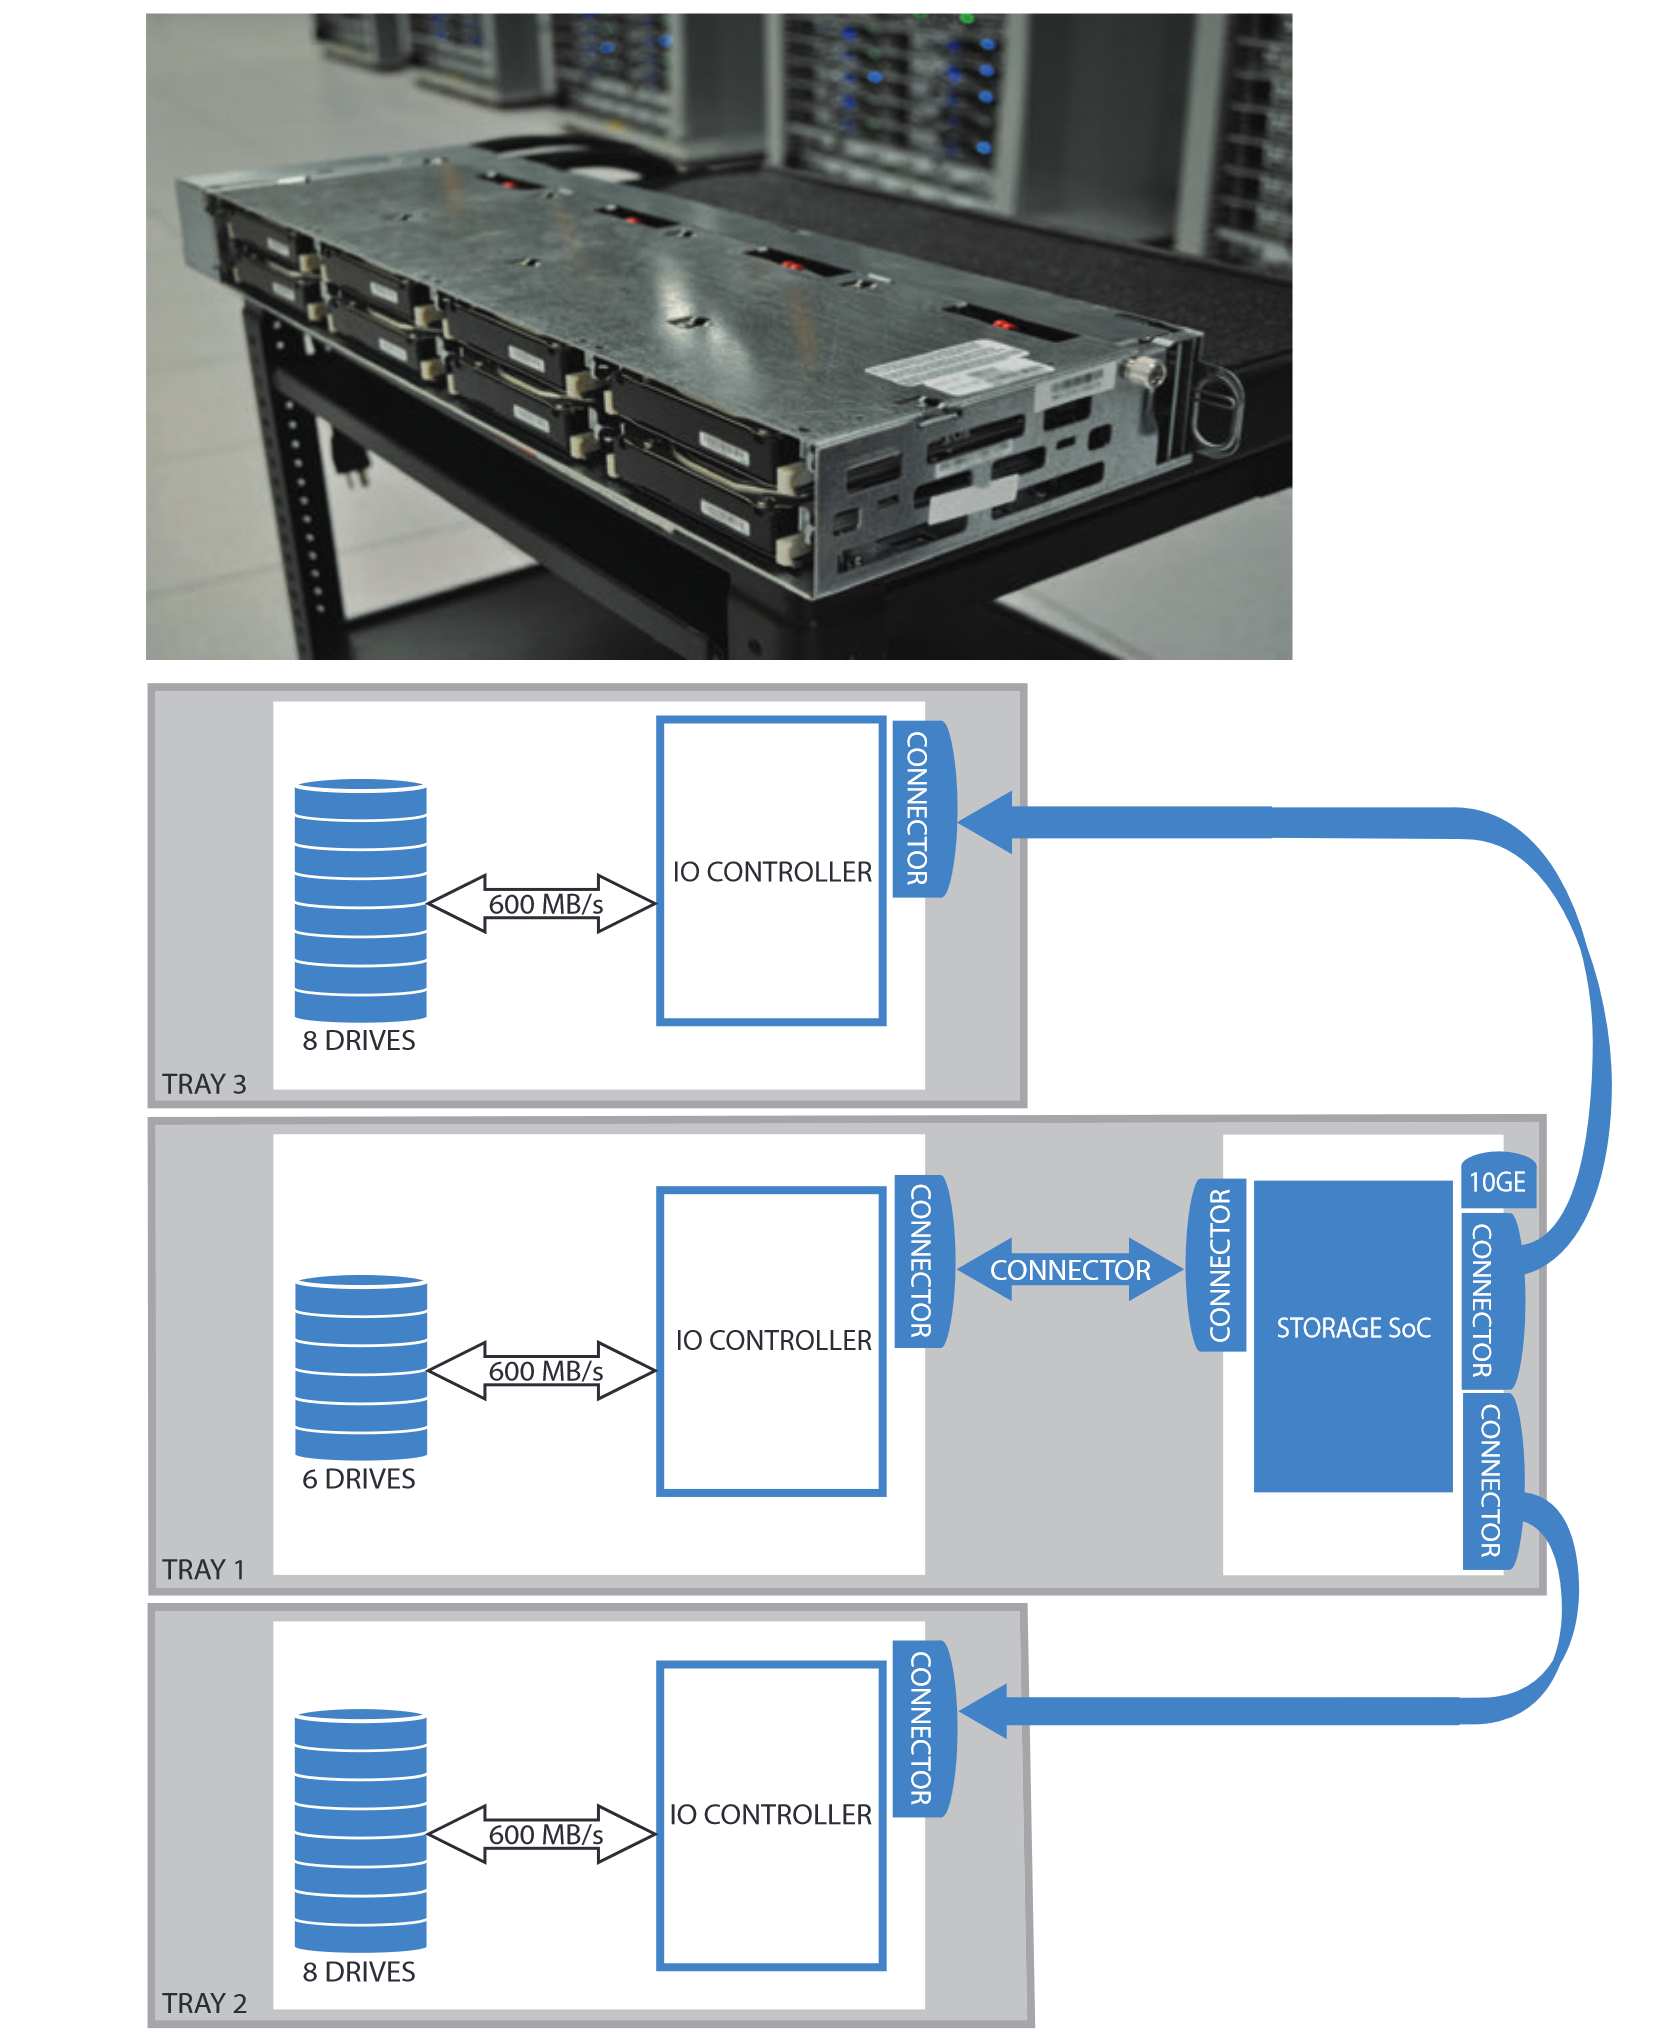 CONNECTOR
IO CONTROLLER
600 MB/s
8 DRIVES
TRAY 3
10GE
CONNECTOR
CONNECTOR
CONNECTOR
CONNECTOR
STORAGE SoC
IO CONTROLLER
600 MB/s
CONNECTOR
6 DRIVES
TRAY 1
CONNECTOR
IO CONTROLLER
600 MB/s
8 DRIVES
TRAY 2